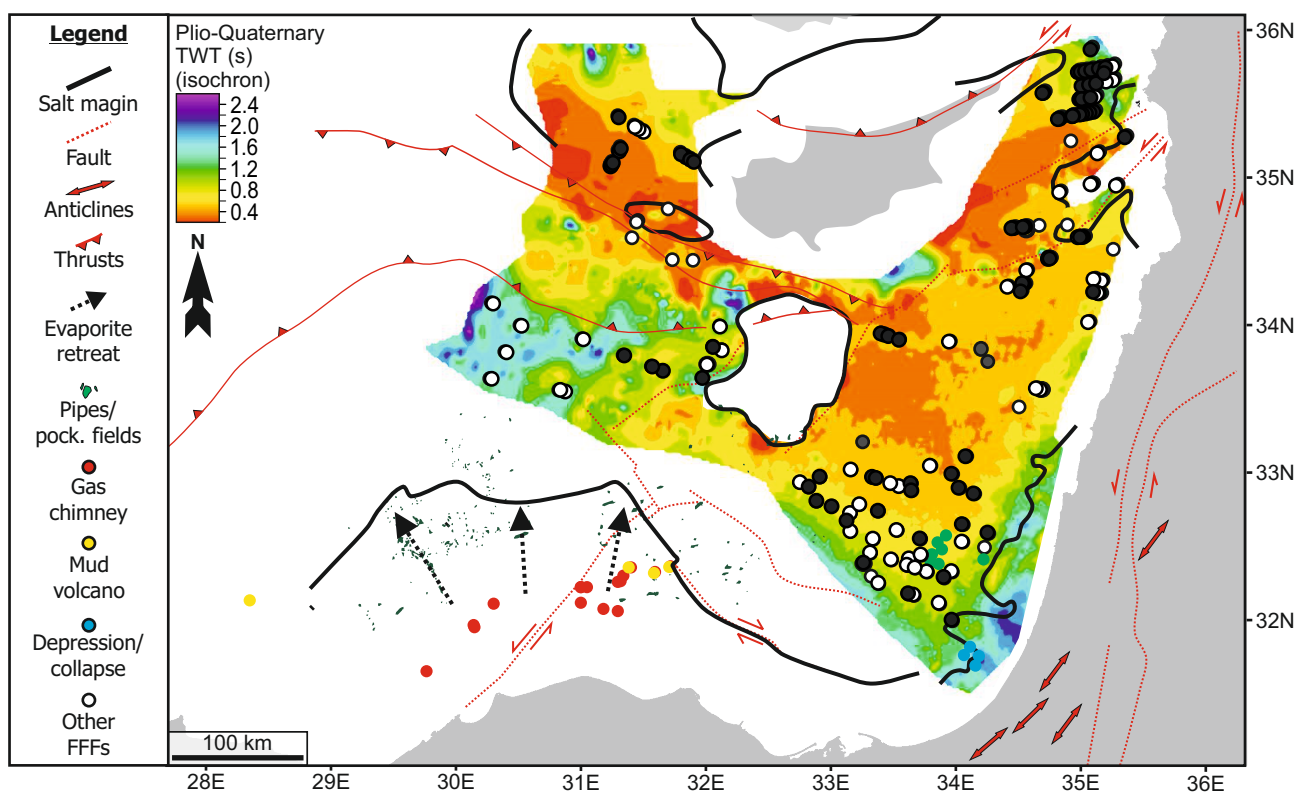 Legend
Salt magin
Fault
Anticlines
Thrusts
Evaporite
retreat
Pipes/
pock. fields
Gas
chimney
Mud
volcano
Depression/
collapse
Other
FFFs
Plio-Quaternary
TWT (s)
(isochron)
2.4
2.0
1.6
1.2
0.8
0.4
N
100 km
36N
35N
34N
33N
32N
28E
29E
30E
31E
32E
33E
34E
35E
36E